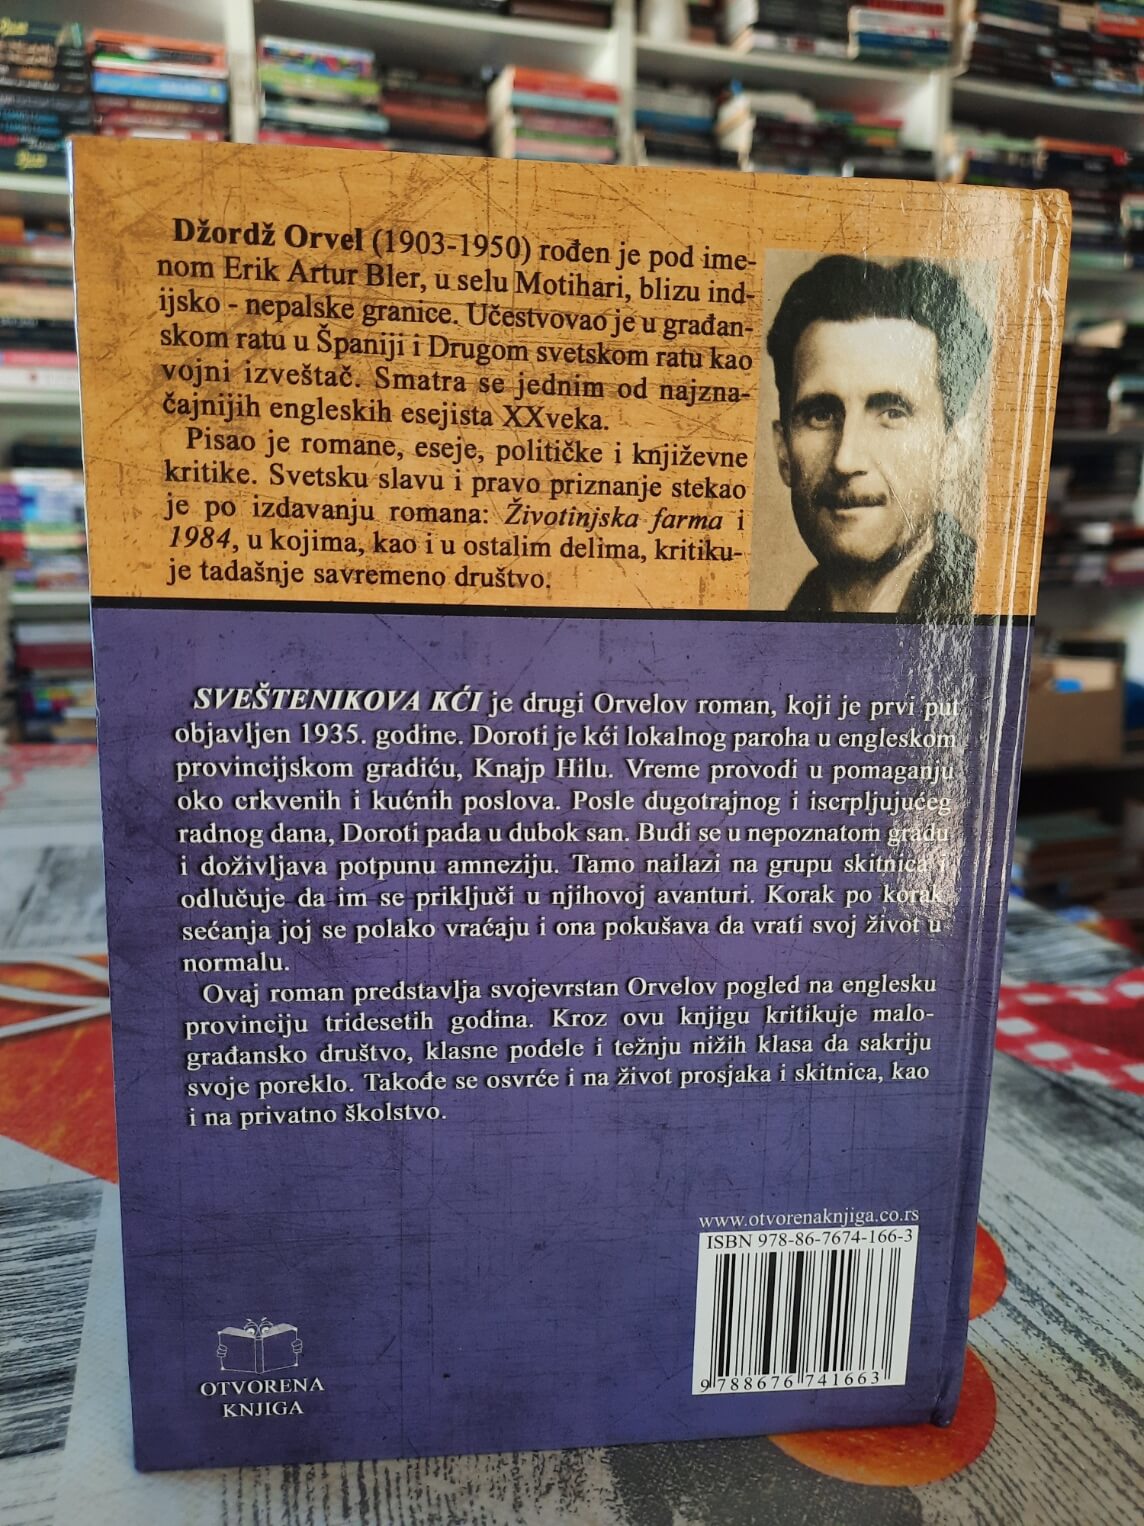 Džordž Orvel (1903-1950) rođen je pod ime-
nom Erik Artur Bler, u selu Motihari, blizu ind-
ijsko - nepalske granice. Učestvovao je u građan-
skom ratu u Španiji i Drugom svetskom ratu kao
vojni izveštač. Smatra se jednim od najzna-
čajnijih engleskih esejista XXveka.
Pisao je romane, eseje, političke i književne
kritike. Svetsku slavu i pravo priznanje stekao
je po izdavanju romana: Životinjska farma i
1984, u kojima, kao i u ostalim delima, kritiku-
je tadašnje savremeno društvo.
SVEŠTENIKOVA KĆI je drugi Orvelov roman, koji je prvi put
objavljen 1935. godine. Doroti je kći lokalnog paroha u engleskom
provincijskom gradiću, Knajp Hilu. Vreme provodi u pomaganju
oko crkvenih i kućnih poslova. Posle dugotrajnog i iscrpljujućeg
radnog dana, Doroti pada u dubok san. Budi se u nepoznatom gradu
i doživljava potpunu amneziju. Tamo nailazi na grupu skitnica i
odlučuje da im se priključi u njihovoj avanturi. Korak po korak
sećanja joj se polako vraćaju i ona pokušava da vrati svoj život u
normalu.
Ovaj roman predstavlja svojevrstan Orvelov pogled na englesku
provinciju tridesetih godina. Kroz ovu knjigu kritikuje malo-
građansko društvo, klasne podele i težnju nižih klasa da sakriju
svoje poreklo. Takođe se osvrće i na život prosjaka i skitnica, kao
i na privatno školstvo.
www.otvorenaknjiga.co.rs
ISBN 978-86-7674-166-3
9 788676 741663
OTVORENA
KNJIGA